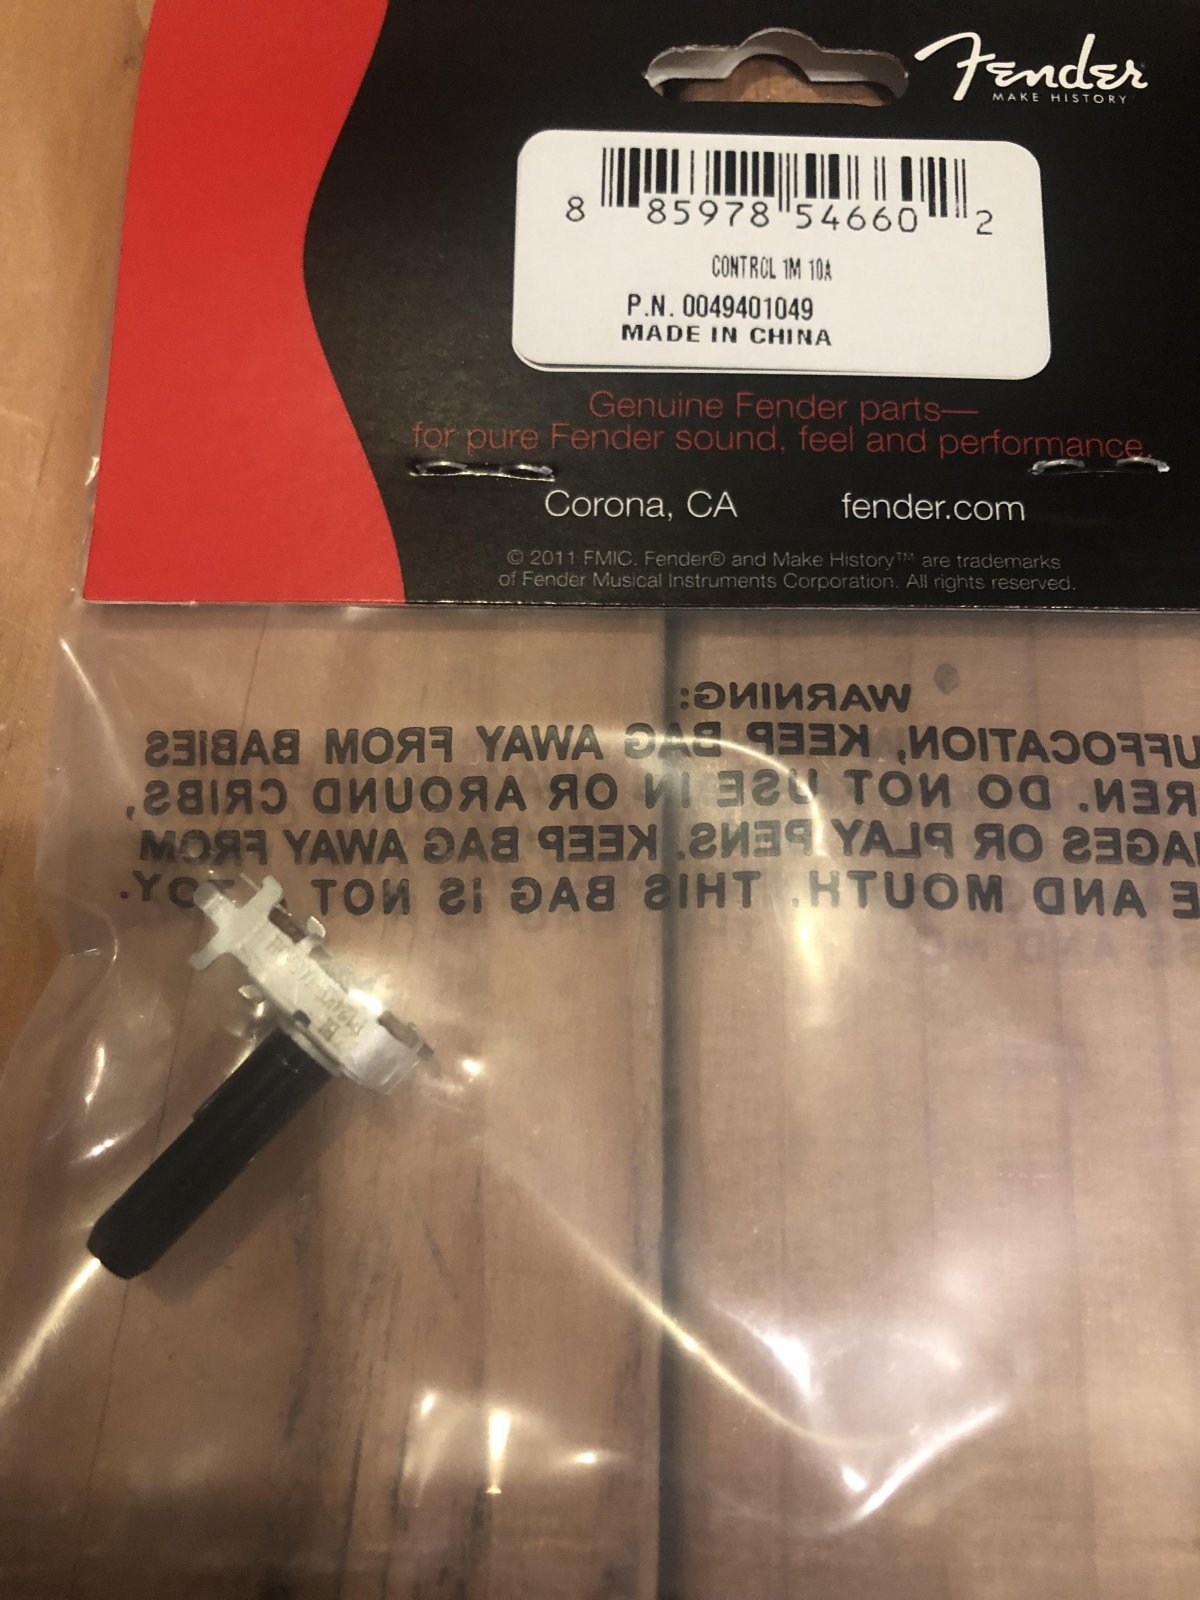 Fender
MAKE HISTORY
8 85978 54660 2
CONTROL 1M 10A
P.N. 0049401049
MADE IN CHINA
Genuine Fender parts—
for pure Fender sound, feel and performance.
Corona, CA fender.com
© 2011 FMIC. Fender® and Make History™ are trademarks
of Fender Musical Instruments Corporation. All rights reserved.
WARNING:
UFFOCATION, KEEP BAG AWAY FROM BABIES
REN. DO NOT USE IN OR AROUND CRIBS,
AGES OR PLAY PENS. KEEP BAG AWAY FROM
E AND MOUTH. THIS BAG IS NOT A TOY.